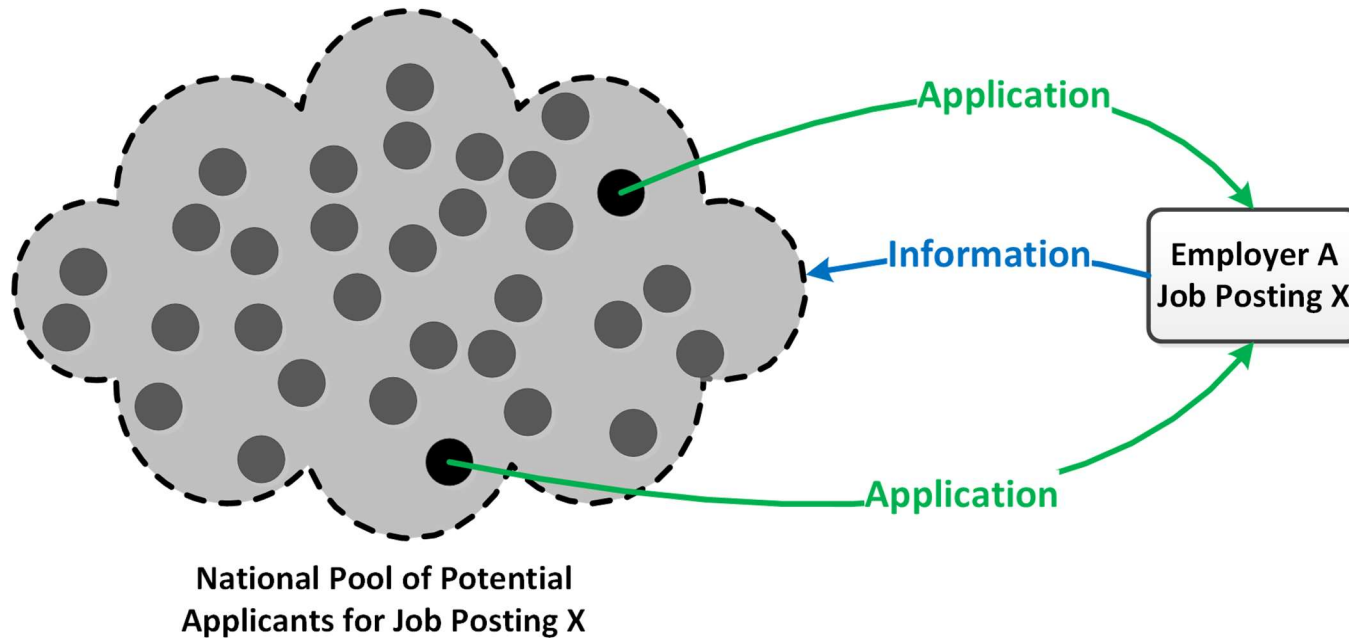 Application
Information
Employer A
Job Posting X
Application
National Pool of Potential
Applicants for Job Posting X